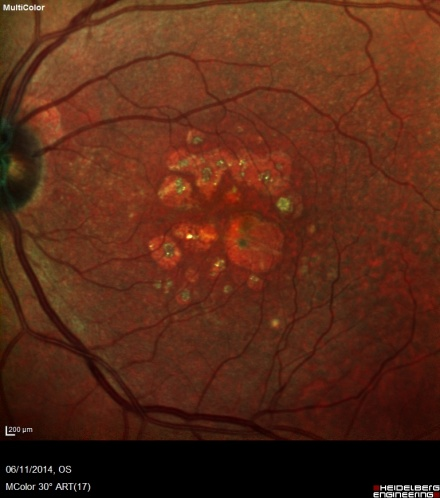 MultiColor
200 µm
06/11/2014, OS
MColor 30° ART(17)
HEIDELBERG
ENGINEERING